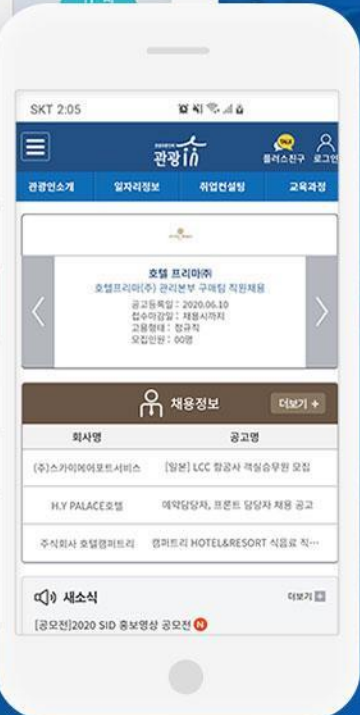 SKT 2:05
관광in
플러스친구 로그인
관광인소개 일자리정보 취업컨설팅 교육과정
호텔 프리마㈜
호텔프리마(주) 관리본부 구매팀 직원채용
공고등록일 : 2020.06.10
접수마감일 : 채용시까지
고용형태 : 정규직
모집인원 : 00명
채용정보 더보기 +
회사명 공고명
(주)스카이에어포트서비스 [일본] LCC 항공사 객실승무원 모집
H.Y PALACE호텔 예약담당자, 프론트 담당자 채용 공고
주식회사 호텔캠퍼트리 캠퍼트리 HOTEL&RESORT 식음료 직…
새소식 더보기 +
[공모전]2020 SID 홍보영상 공모전 N